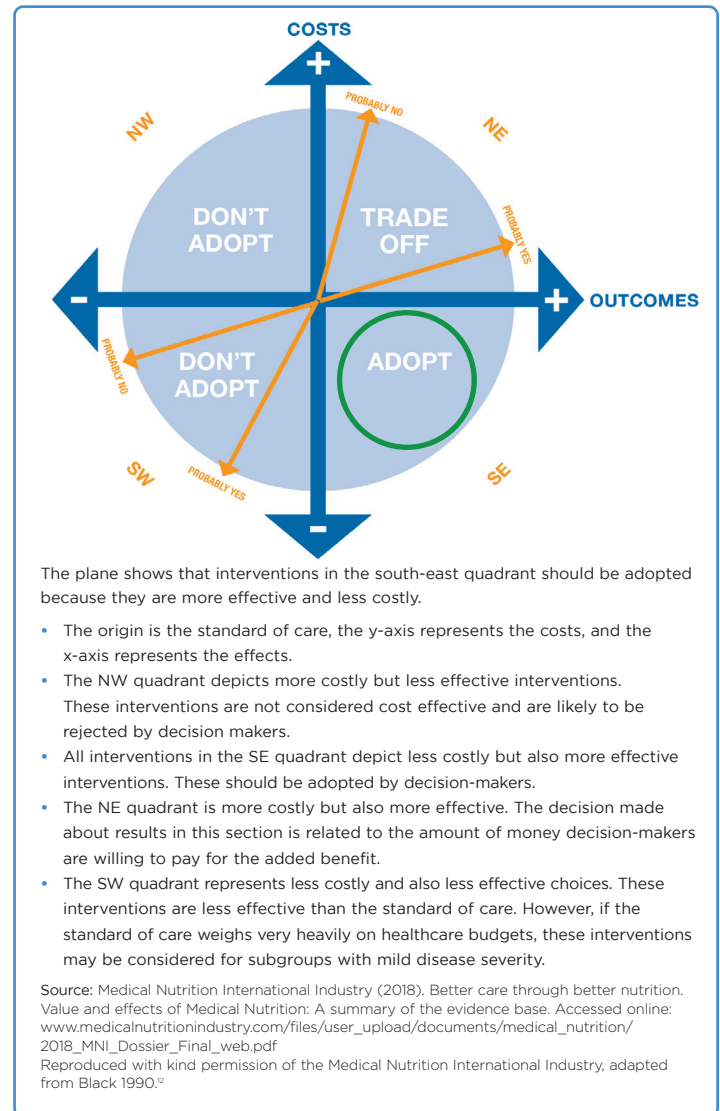 COSTS
+
PROBABLY NO
NW
NE
DON'T
ADOPT
TRADE
OFF
PROBABLY YES
-
+
OUTCOMES
PROBABLY NO
DON'T
ADOPT
ADOPT
SW
PROBABLY YES
SE
-
The plane shows that interventions in the south-east quadrant should be adopted
because they are more effective and less costly.
• The origin is the standard of care, the y-axis represents the costs, and the
x-axis represents the effects.
• The NW quadrant depicts more costly but less effective interventions.
These interventions are not considered cost effective and are likely to be
rejected by decision makers.
• All interventions in the SE quadrant depict less costly but also more effective
interventions. These should be adopted by decision-makers.
• The NE quadrant is more costly but also more effective. The decision made
about results in this section is related to the amount of money decision-makers
are willing to pay for the added benefit.
• The SW quadrant represents less costly and also less effective choices. These
interventions are less effective than the standard of care. However, if the
standard of care weighs very heavily on healthcare budgets, these interventions
may be considered for subgroups with mild disease severity.
Source: Medical Nutrition International Industry (2018). Better care through better nutrition.
Value and effects of Medical Nutrition: A summary of the evidence base. Accessed online:
www.medicalnutritionindustry.com/files/user_upload/documents/medical_nutrition/
2018_MNI_Dossier_Final_web.pdf
Reproduced with kind permission of the Medical Nutrition International Industry, adapted
from Black 1990.¹²